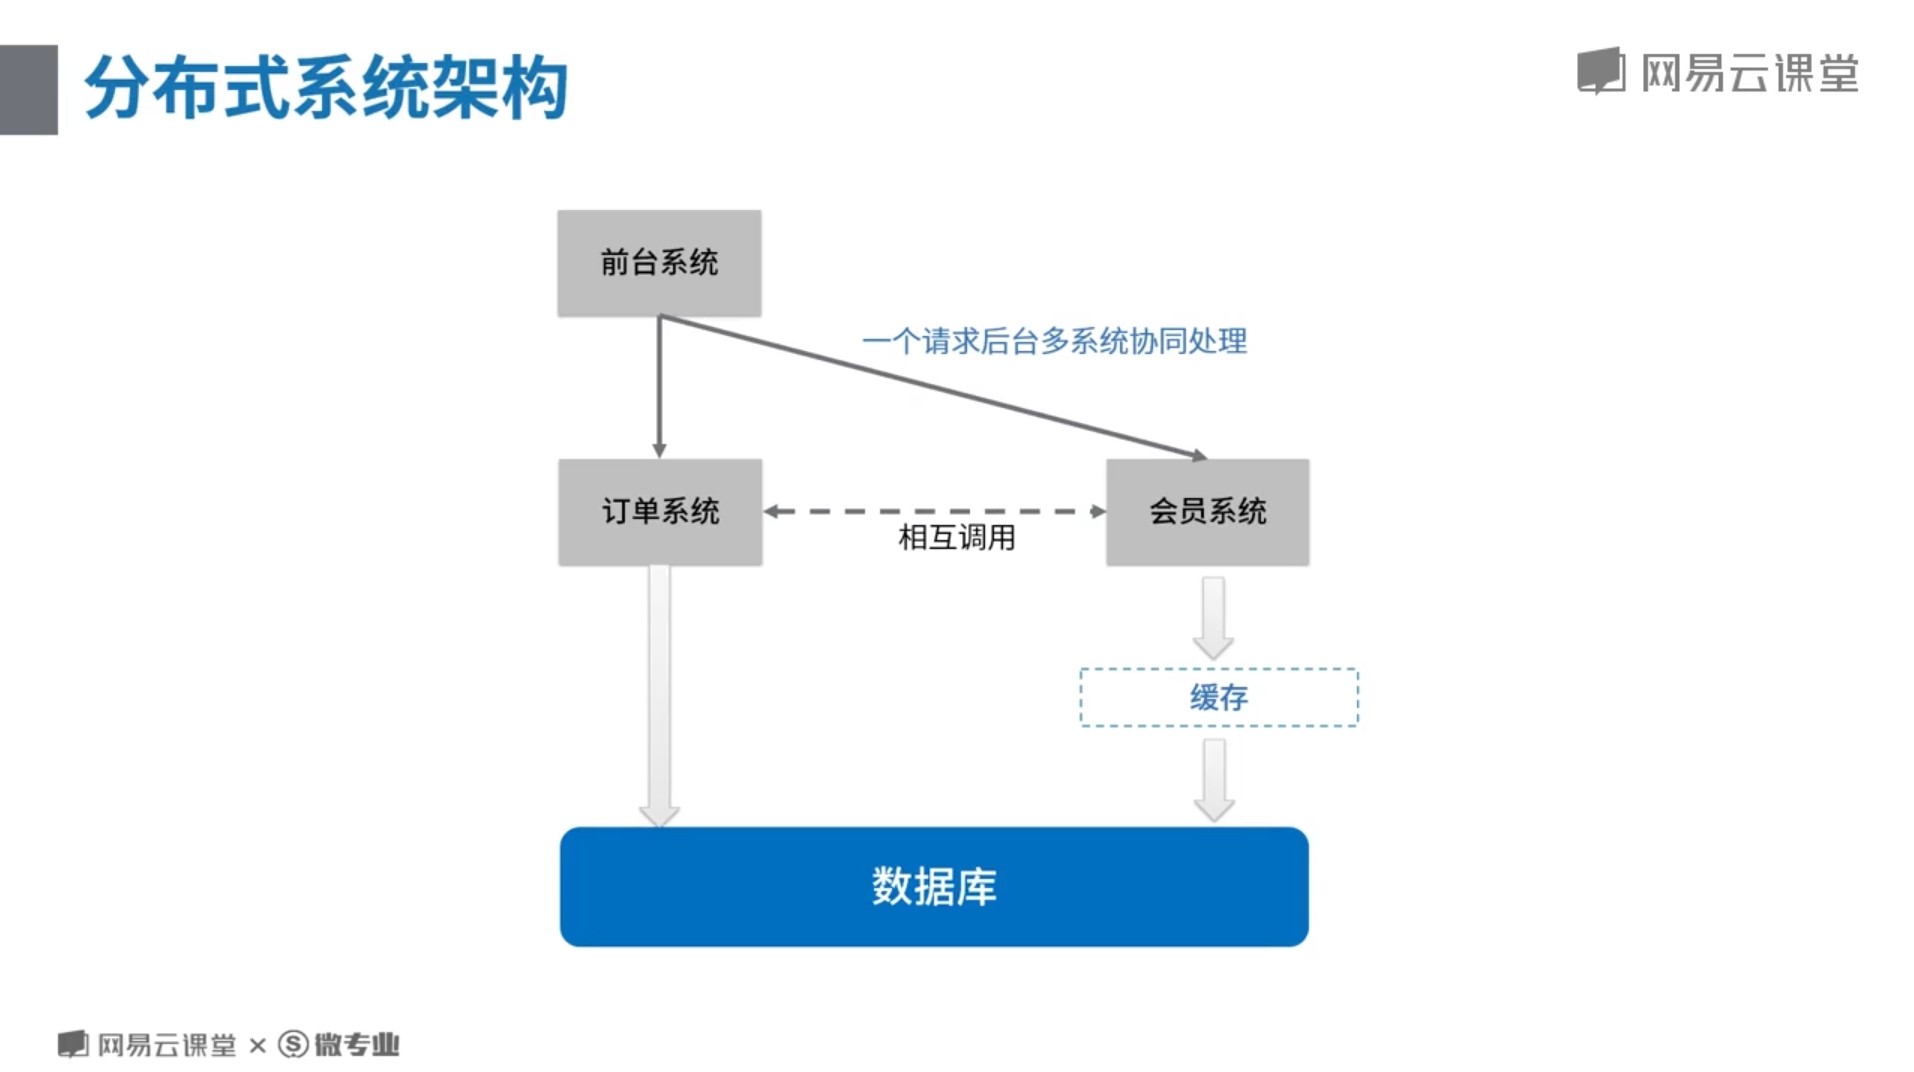 分布式系统架构
网易云课堂
前台系统
一个请求后台多系统协同处理
订单系统
相互调用
会员系统
缓存
数据库
网易云课堂 × S 微专业